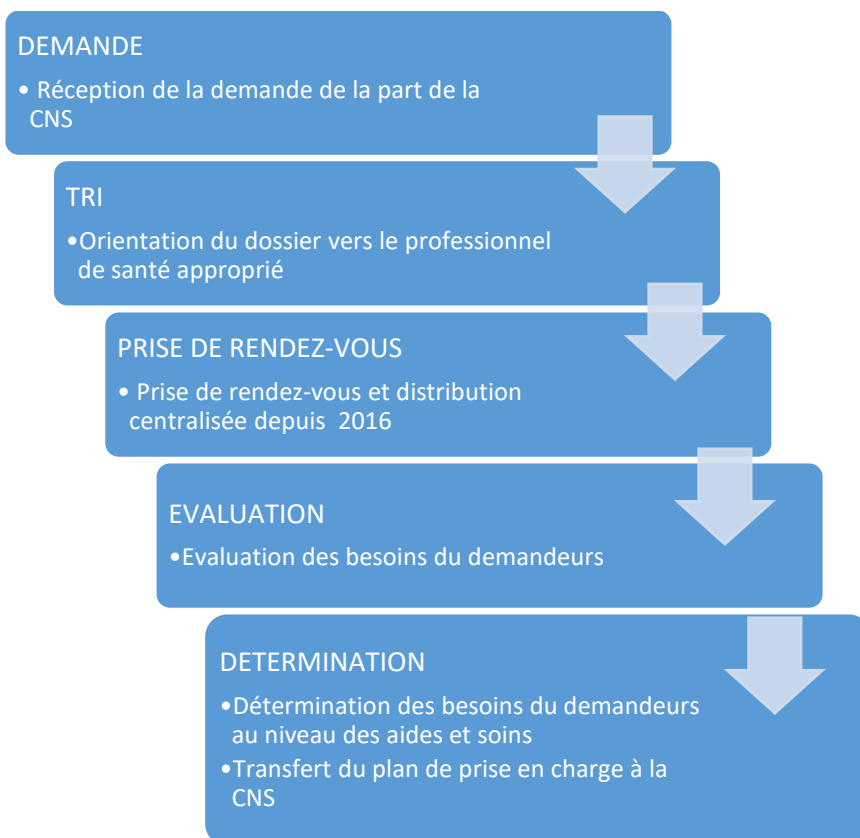 DEMANDE
• Réception de la demande de la part de la
CNS
TRI
•Orientation du dossier vers le professionnel
de santé approprié
PRISE DE RENDEZ-VOUS
• Prise de rendez-vous et distribution
centralisée depuis 2016
EVALUATION
•Evaluation des besoins du demandeurs
DETERMINATION
•Détermination des besoins du demandeurs
au niveau des aides et soins
•Transfert du plan de prise en charge à la
CNS